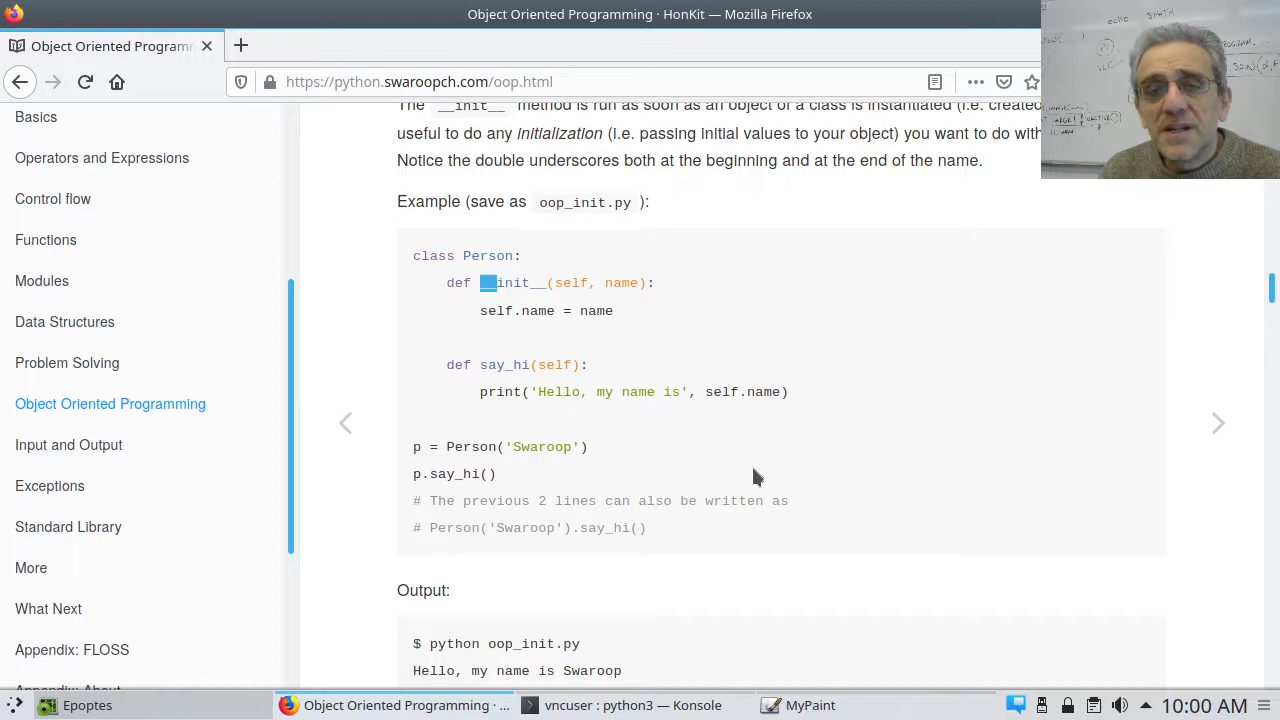 Object Oriented Programming · HonKit — Mozilla Firefox
Object Oriented Programm
https://python.swaroopch.com/oop.html
Basics
Operators and Expressions
Control flow
Functions
Modules
Data Structures
Problem Solving
Object Oriented Programming
Input and Output
Exceptions
Standard Library
More
What Next
Appendix: FLOSS
Appendix: About
The __init__ method is run as soon as an object of a class is instantiated (i.e. created
useful to do any initialization (i.e. passing initial values to your object) you want to do with
Notice the double underscores both at the beginning and at the end of the name.
Example (save as oop_init.py ):
class Person:
def __init__(self, name):
self.name = name
def say_hi(self):
print('Hello, my name is', self.name)
p = Person('Swaroop')
p.say_hi()
# The previous 2 lines can also be written as
# Person('Swaroop').say_hi()
Output:
$ python oop_init.py
Hello, my name is Swaroop
echo
Epoptes
Object Oriented Programming · ...
linux user : python3 — Konsole
MyPaint
10:00 AM